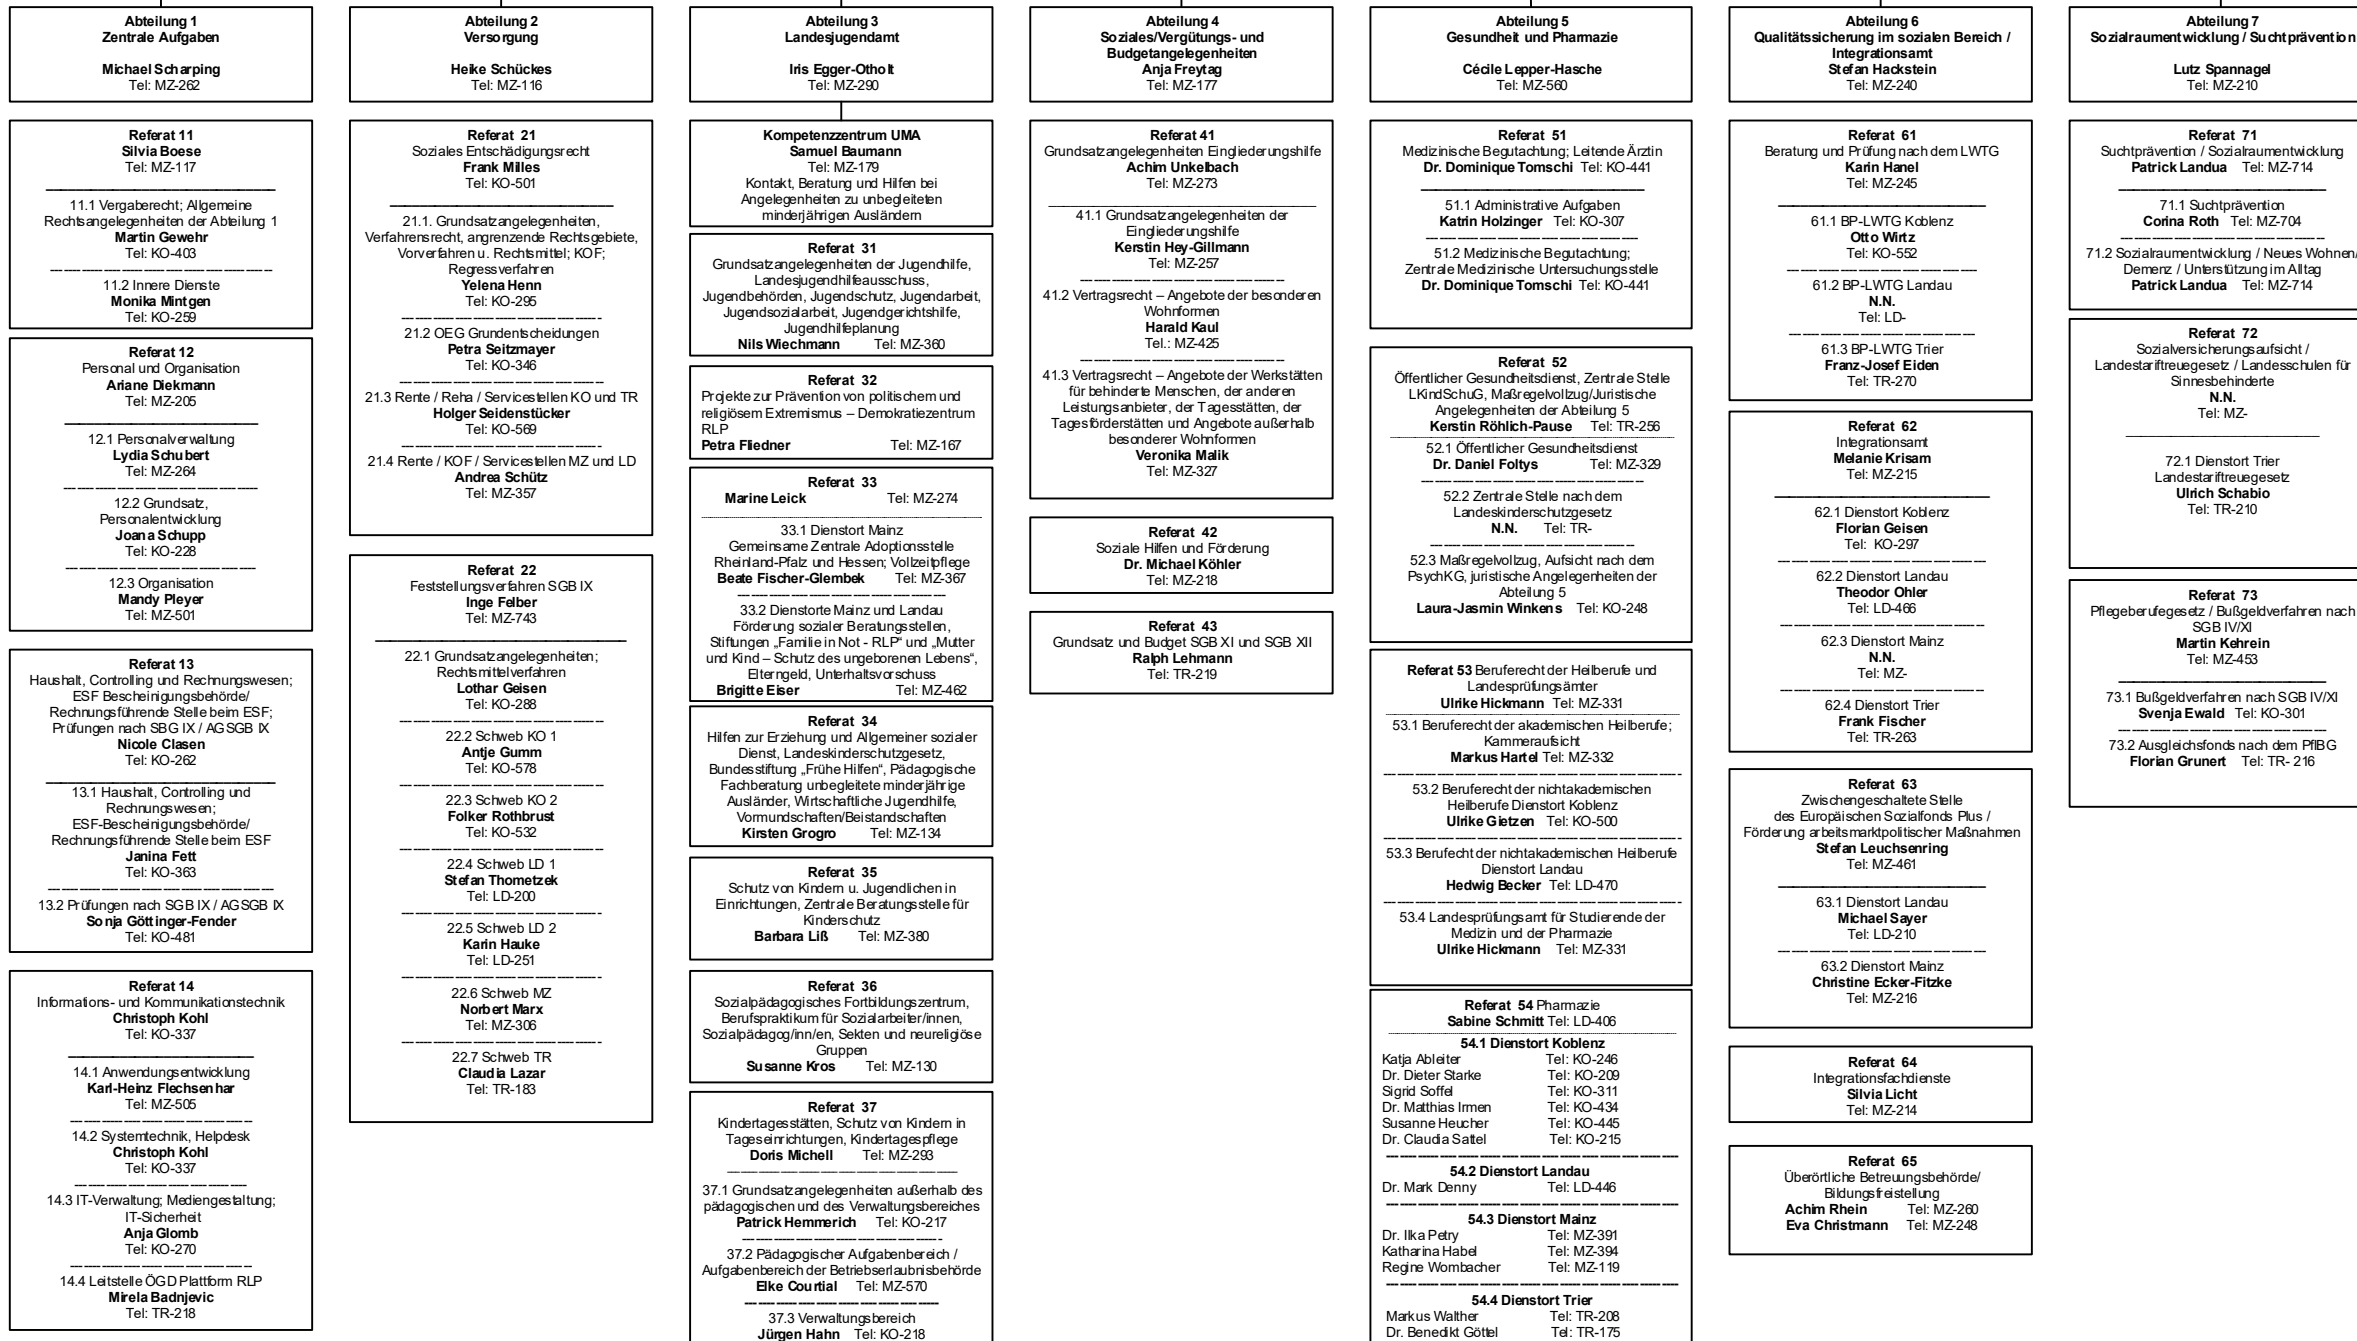 Abteilung 1
Zentrale Aufgaben
Michael Scharping
Tel: MZ-262
Referat 11
Silvia Boese
Tel: MZ-117
11.1 Vergaberecht; Allgemeine
Rechtsangelegenheiten der Abteilung 1
Martin Gewehr
Tel: KO-403
11.2 Innere Dienste
Monika Mintgen
Tel: KO-259
Referat 12
Personal und Organisation
Ariane Diekmann
Tel: MZ-205
12.1 Personalverwaltung
Lydia Schubert
Tel: MZ-264
12.2 Grundsatz,
Personalentwicklung
Joana Schupp
Tel: KO-228
12.3 Organisation
Mandy Pleyer
Tel: MZ-501
Referat 13
Haushalt, Controlling und Rechnungswesen;
ESF Bescheinigungsbehörde/
Rechnungsführende Stelle beim ESF;
Prüfungen nach SBG IX / AGSGB IX
Nicole Clasen
Tel: KO-262
13.1 Haushalt, Controlling und
Rechnungswesen;
ESF-Bescheinigungsbehörde/
Rechnungsführende Stelle beim ESF
Janina Fett
Tel: KO-363
13.2 Prüfungen nach SGB IX / AGSGB IX
Sonja Göttinger-Fender
Tel: KO-481
Referat 14
Informations- und Kommunikationstechnik
Christoph Kohl
Tel: KO-337
14.1 Anwendungsentwicklung
Karl-Heinz Flechsenhar
Tel: MZ-505
14.2 Systemtechnik, Helpdesk
Christoph Kohl
Tel: KO-337
14.3 IT-Verwaltung; Mediengestaltung;
IT-Sicherheit
Anja Glomb
Tel: KO-270
14.4 Leitstelle ÖGD Plattform RLP
Mirela Badnjevic
Tel: TR-218
Abteilung 2
Versorgung
Heike Schückes
Tel: MZ-116
Referat 21
Soziales Entschädigungsrecht
Frank Milles
Tel: KO-501
21.1. Grundsatzangelegenheiten,
Verfahrensrecht, angrenzende Rechtsgebiete,
Vorverfahren u. Rechtsmittel; KOF;
Regressverfahren
Yelena Henn
Tel: KO-295
21.2 OEG Grundentscheidungen
Petra Seitzmayer
Tel: KO-346
21.3 Rente / Reha / Servicestellen KO und TR
Holger Seidenstücker
Tel: KO-569
21.4 Rente / KOF / Servicestellen MZ und LD
Andrea Schütz
Tel: MZ-357
Referat 22
Feststellungsverfahren SGB IX
Inge Felber
Tel: MZ-743
22.1 Grundsatzangelegenheiten;
Rechtsmittelverfahren
Lothar Geisen
Tel: KO-288
22.2 Schweb KO 1
Antje Gumm
Tel: KO-578
22.3 Schweb KO 2
Folker Rothbrust
Tel: KO-532
22.4 Schweb LD 1
Stefan Thometzek
Tel: LD-200
22.5 Schweb LD 2
Karin Hauke
Tel: LD-251
22.6 Schweb MZ
Norbert Marx
Tel: MZ-306
22.7 Schweb TR
Claudia Lazar
Tel: TR-183
Abteilung 3
Landesjugendamt
Iris Egger-Otholt
Tel: MZ-290
Kompetenzzentrum UMA
Samuel Baumann
Tel: MZ-179
Kontakt, Beratung und Hilfen bei
Angelegenheiten zu unbegleiteten
minderjährigen Ausländern
Referat 31
Grundsatzangelegenheiten der Jugendhilfe,
Landesjugendhilfeausschuss,
Jugendbehörden, Jugendschutz, Jugendarbeit,
Jugendsozialarbeit, Jugendgerichtshilfe,
Jugendhilfeplanung
Nils Wiechmann Tel: MZ-360
Referat 32
Projekte zur Prävention von politischem und
religiösem Extremismus – Demokratiezentrum
RLP
Petra Fliedner Tel: MZ-167
Referat 33
Marine Leick Tel: MZ-274
33.1 Dienstort Mainz
Gemeinsame Zentrale Adoptionsstelle
Rheinland-Pfalz und Hessen; Vollzeitpflege
Beate Fischer-Glembek Tel: MZ-367
33.2 Dienstorte Mainz und Landau
Förderung sozialer Beratungsstellen,
Stiftungen „Familie in Not - RLP“ und „Mutter
und Kind – Schutz des ungeborenen Lebens“,
Elterngeld, Unterhaltsvorschuss
Brigitte Eiser Tel: MZ-462
Referat 34
Hilfen zur Erziehung und Allgemeiner sozialer
Dienst, Landeskinderschutzgesetz,
Bundesstiftung „Frühe Hilfen“, Pädagogische
Fachberatung unbegleitete minderjährige
Ausländer, Wirtschaftliche Jugendhilfe,
Vormundschaften/Beistandschaften
Kirsten Grogro Tel: MZ-134
Referat 35
Schutz von Kindern u. Jugendlichen in
Einrichtungen, Zentrale Beratungsstelle für
Kinderschutz
Barbara Liß Tel: MZ-380
Referat 36
Sozialpädagogisches Fortbildungszentrum,
Berufspraktikum für Sozialarbeiter/innen,
Sozialpädagog/inn/en, Sekten und neureligiöse
Gruppen
Susanne Kros Tel: MZ-130
Referat 37
Kindertagesstätten, Schutz von Kindern in
Tageseinrichtungen, Kindertagespflege
Doris Michell Tel: MZ-293
37.1 Grundsatzangelegenheiten außerhalb des
pädagogischen und des Verwaltungsbereiches
Patrick Hemmerich Tel: KO-217
37.2 Pädagogischer Aufgabenbereich /
Aufgabenbereich der Betriebserlaubnisbehörde
Elke Courtial Tel: MZ-570
37.3 Verwaltungsbereich
Jürgen Hahn Tel: KO-218
Abteilung 4
Soziales/Vergütungs- und
Budgetangelegenheiten
Anja Freytag
Tel: MZ-177
Referat 41
Grundsatzangelegenheiten Eingliederungshilfe
Achim Unkelbach
Tel: MZ-273
41.1 Grundsatzangelegenheiten der
Eingliederungshilfe
Kerstin Hey-Gillmann
Tel: MZ-257
41.2 Vertragsrecht – Angebote der besonderen
Wohnformen
Harald Kaul
Tel.: MZ-425
41.3 Vertragsrecht – Angebote der Werkstätten
für behinderte Menschen, der anderen
Leistungsanbieter, der Tagesstätten, der
Tagesförderstätten und Angebote außerhalb
besonderer Wohnformen
Veronika Malik
Tel: MZ-327
Referat 42
Soziale Hilfen und Förderung
Dr. Michael Köhler
Tel: MZ-218
Referat 43
Grundsatz und Budget SGB XI und SGB XII
Ralph Lehmann
Tel: TR-219
Abteilung 5
Gesundheit und Pharmazie
Cécile Lepper-Hasche
Tel: MZ-560
Referat 51
Medizinische Begutachtung; Leitende Ärztin
Dr. Dominique Tomschi Tel: KO-441
51.1 Administrative Aufgaben
Katrin Holzinger Tel: KO-307
51.2 Medizinische Begutachtung;
Zentrale Medizinische Untersuchungsstelle
Dr. Dominique Tomschi Tel: KO-441
Referat 52
Öffentlicher Gesundheitsdienst, Zentrale Stelle
LKindSchuG, Maßregelvollzug/Juristische
Angelegenheiten der Abteilung 5
Kerstin Röhlich-Pause Tel: TR-256
52.1 Öffentlicher Gesundheitsdienst
Dr. Daniel Foltys Tel: MZ-329
52.2 Zentrale Stelle nach dem
Landeskinderschutzgesetz
N.N. Tel: TR-
52.3 Maßregelvollzug, Aufsicht nach dem
PsychKG, juristische Angelegenheiten der
Abteilung 5
Laura-Jasmin Winkens Tel: KO-248
Referat 53 Beruferecht der Heilberufe und
Landesprüfungsämter
Ulrike Hickmann Tel: MZ-331
53.1 Beruferecht der akademischen Heilberufe;
Kammeraufsicht
Markus Hartel Tel: MZ-332
53.2 Beruferecht der nichtakademischen
Heilberufe Dienstort Koblenz
Ulrike Gietzen Tel: KO-500
53.3 Berufecht der nichtakademischen Heilberufe
Dienstort Landau
Hedwig Becker Tel: LD-470
53.4 Landesprüfungsamt für Studierende der
Medizin und der Pharmazie
Ulrike Hickmann Tel: MZ-331
Referat 54 Pharmazie
Sabine Schmitt Tel: LD-406
54.1 Dienstort Koblenz
Katja Ableiter Tel: KO-246
Dr. Dieter Starke Tel: KO-209
Sigrid Soffel Tel: KO-311
Dr. Matthias Irmen Tel: KO-434
Susanne Heucher Tel: KO-445
Dr. Claudia Sattel Tel: KO-215
54.2 Dienstort Landau
Dr. Mark Denny Tel: LD-446
54.3 Dienstort Mainz
Dr. Ilka Petry Tel: MZ-391
Katharina Habel Tel: MZ-394
Regine Wombacher Tel: MZ-119
54.4 Dienstort Trier
Markus Walther Tel: TR-208
Dr. Benedikt Göttel Tel: TR-175
Abteilung 6
Qualitätssicherung im sozialen Bereich /
Integrationsamt
Stefan Hackstein
Tel: MZ-240
Referat 61
Beratung und Prüfung nach dem LWTG
Karin Hanel
Tel: MZ-245
61.1 BP-LWTG Koblenz
Otto Wirtz
Tel: KO-552
61.2 BP-LWTG Landau
N.N.
Tel: LD-
61.3 BP-LWTG Trier
Franz-Josef Eiden
Tel: TR-270
Referat 62
Integrationsamt
Melanie Krisam
Tel: MZ-215
62.1 Dienstort Koblenz
Florian Geisen
Tel: KO-297
62.2 Dienstort Landau
Theodor Ohler
Tel: LD-466
62.3 Dienstort Mainz
N.N.
Tel: MZ-
62.4 Dienstort Trier
Frank Fischer
Tel: TR-263
Referat 63
Zwischengeschaltete Stelle
des Europäischen Sozialfonds Plus /
Förderung arbeitsmarktpolitischer Maßnahmen
Stefan Leuchsenring
Tel: MZ-461
63.1 Dienstort Landau
Michael Sayer
Tel: LD-210
63.2 Dienstort Mainz
Christine Ecker-Fitzke
Tel: MZ-216
Referat 64
Integrationsfachdienste
Silvia Licht
Tel: MZ-214
Referat 65
Überörtliche Betreuungsbehörde/
Bildungsfreistellung
Achim Rhein Tel: MZ-260
Eva Christmann Tel: MZ-248
Abteilung 7
Sozialraumentwicklung / Suchtprävention
Lutz Spannagel
Tel: MZ-210
Referat 71
Suchtprävention / Sozialraumentwicklung
Patrick Landua Tel: MZ-714
71.1 Suchtprävention
Corina Roth Tel: MZ-704
71.2 Sozialraumentwicklung / Neues Wohnen/
Demenz / Unterstützung im Alltag
Patrick Landua Tel: MZ-714
Referat 72
Sozialversicherungsaufsicht /
Landestariftreuegesetz / Landesschulen für
Sinnesbehinderte
N.N.
Tel: MZ-
72.1 Dienstort Trier
Landestariftreuegesetz
Ulrich Schabio
Tel: TR-210
Referat 73
Pflegeberufegesetz / Bußgeldverfahren nach
SGB IV/XI
Martin Kehrein
Tel: MZ-453
73.1 Bußgeldverfahren nach SGB IV/XI
Svenja Ewald Tel: KO-301
73.2 Ausgleichsfonds nach dem PflBG
Florian Grunert Tel: TR- 216